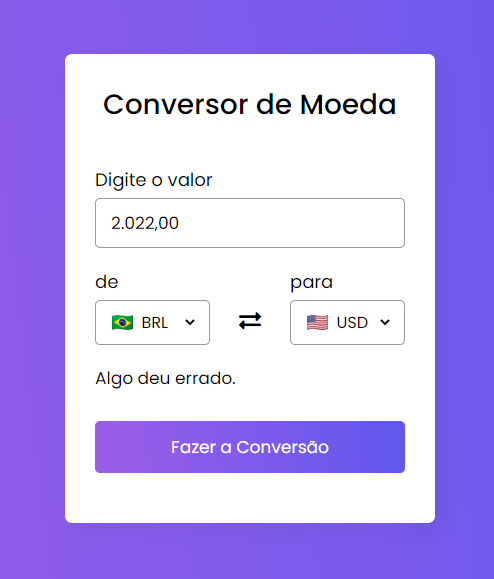 Conversor de Moeda
Digite o valor
2.022,00
de para
BRL USD
Algo deu errado.
Fazer a Conversão